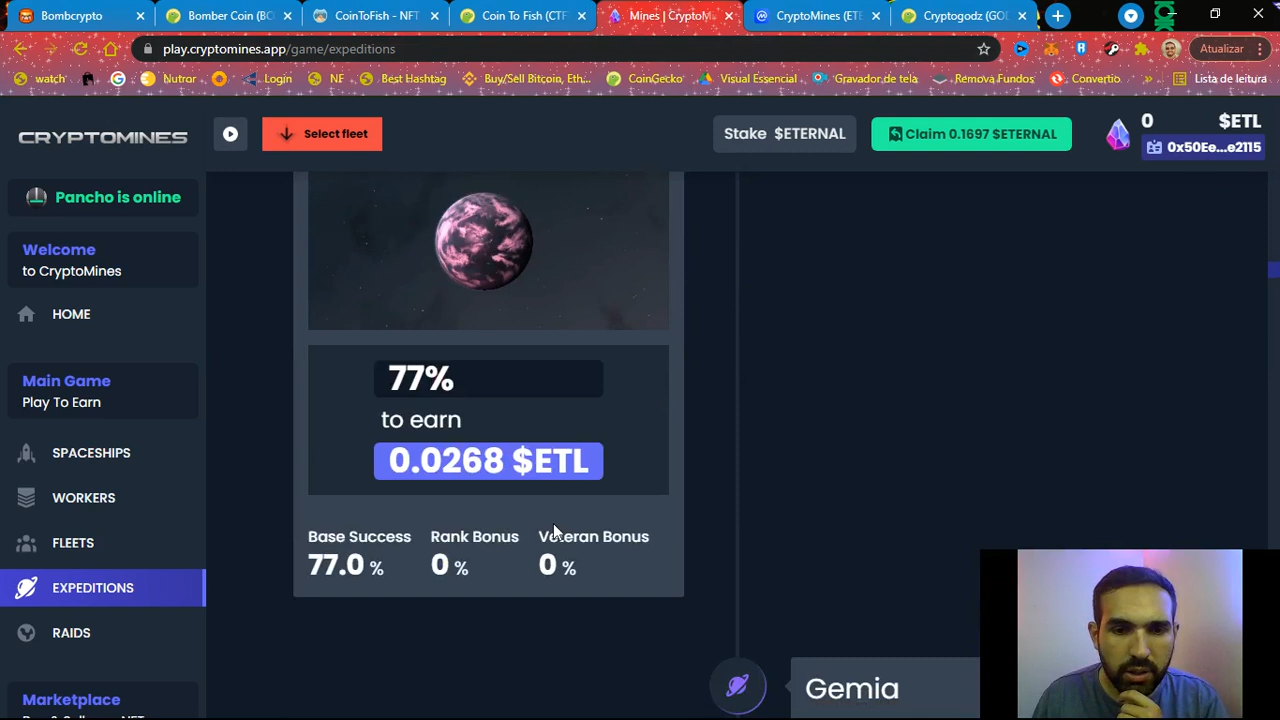 Bombcrypto
Bomber Coin (BC
CoinToFish - NFT
Coin To Fish (CTF
Mines | CryptoM
CryptoMines (ETE
Cryptogodz (GOD
play.cryptomines.app/game/expeditions
Atualizar
watch
Nutror
Login
NF
Best Hashtag
Buy/Sell Bitcoin, Eth...
CoinGecko
Visual Essencial
Gravador de tela
Remova Fundos
Convertio
»
Lista de leitura
CRYPTOMINES
Select fleet
Stake $ETERNAL
Claim 0.1697 $ETERNAL
0 $ETL
0x50Ee...e2115
Pancho is online
Welcome
to CryptoMines
HOME
Main Game
Play To Earn
SPACESHIPS
WORKERS
FLEETS
EXPEDITIONS
RAIDS
Marketplace
77%
to earn
0.0268 $ETL
Base Success Rank Bonus Veteran Bonus
77.0 % 0 % 0 %
Gemia